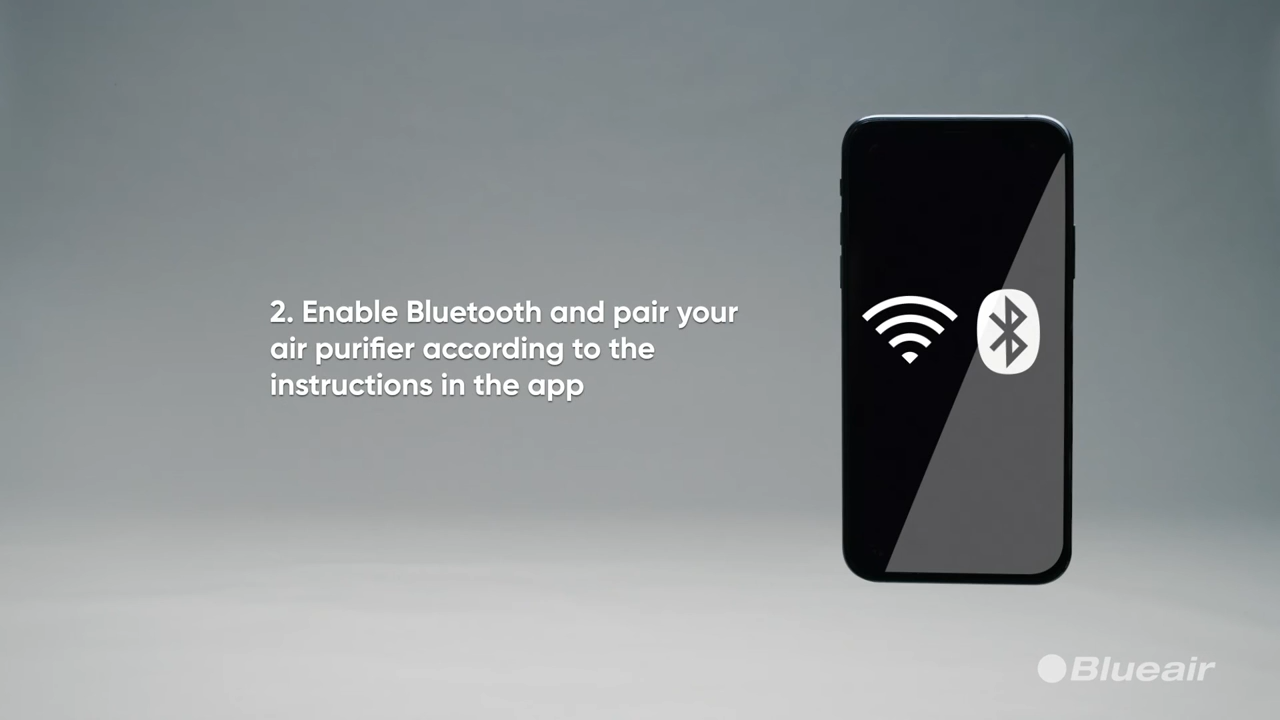 2. Enable Bluetooth and pair your
air purifier according to the
instructions in the app
Blueair